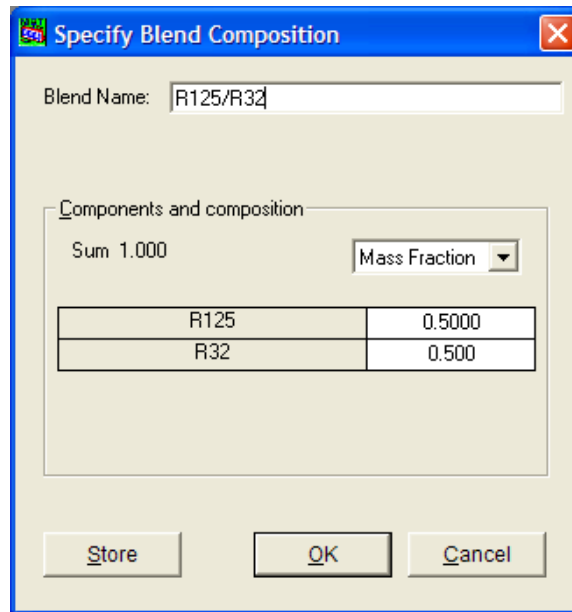 Specify Blend Composition
Blend Name: R125/R32
Components and composition
Sum 1.000 Mass Fraction
R125 0.5000
R32 0.500
Store OK Cancel